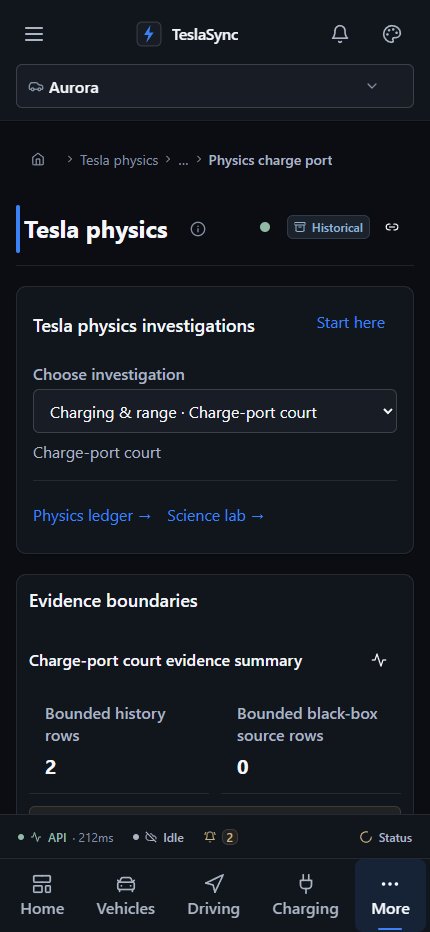 TeslaSync
Aurora
Tesla physics
...
Physics charge port
Tesla physics
Historical
Tesla physics investigations
Start here
Choose investigation
Charging & range · Charge-port court
Charge-port court
Physics ledger →
Science lab →
Evidence boundaries
Charge-port court evidence summary
Bounded history
rows
2
Bounded black-box
source rows
0
API · 212ms
Idle
2
Status
Home
Vehicles
Driving
Charging
More